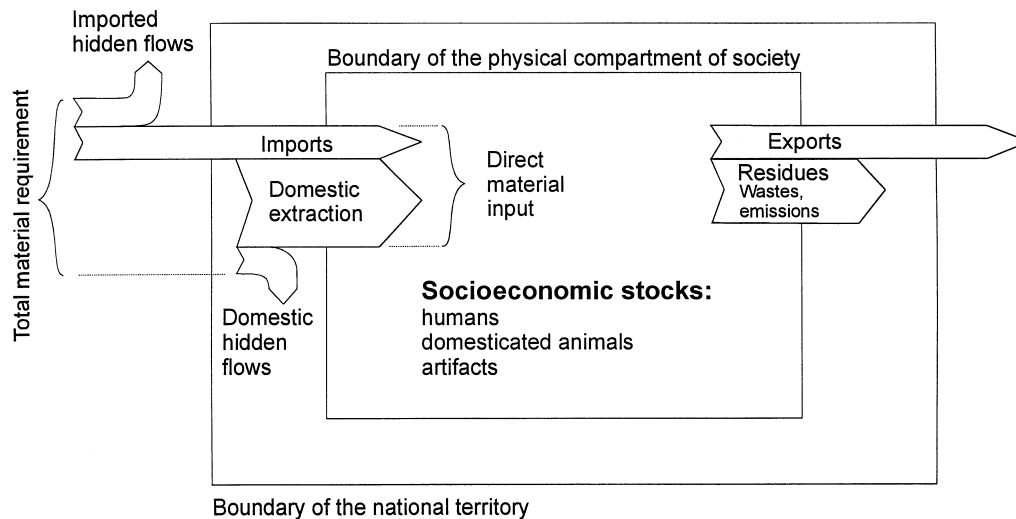 Imported
hidden flows
Boundary of the physical compartment of society
Total material requirement
Imports
Exports
Domestic
extraction
Direct
material
input
Residues
Wastes,
emissions
Socioeconomic stocks:
humans
domesticated animals
artifacts
Domestic
hidden
flows
Boundary of the national territory